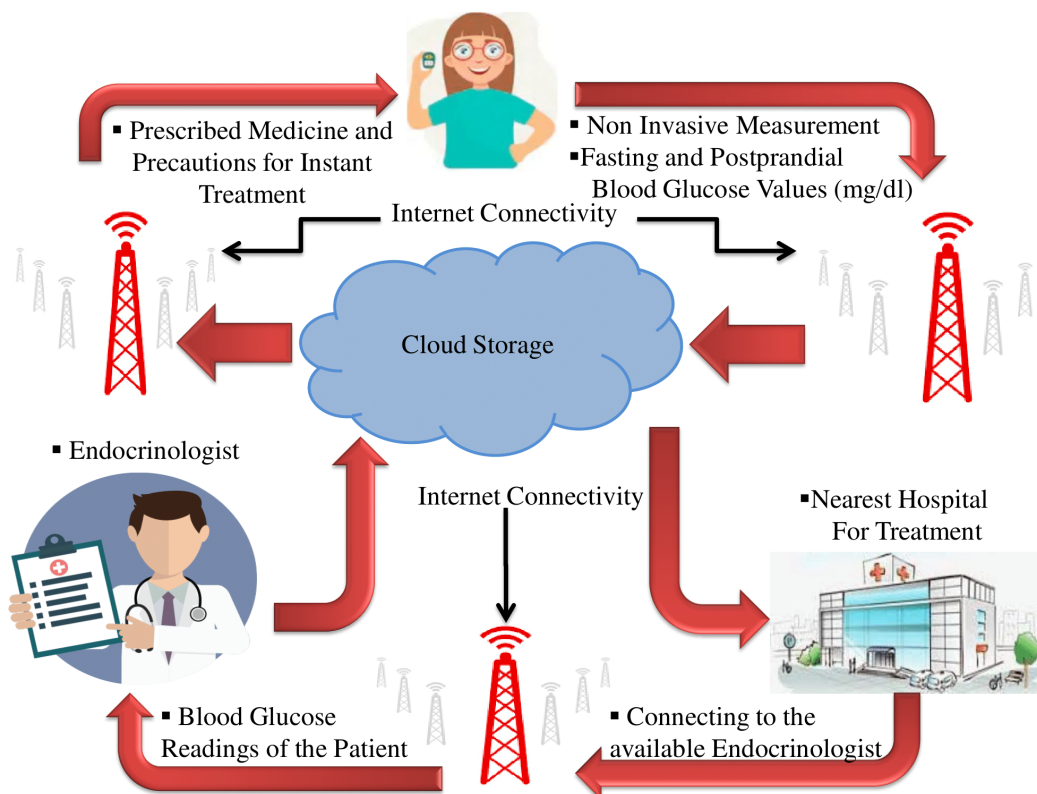 ▪ Prescribed Medicine and
Precautions for Instant
Treatment
▪ Non Invasive Measurement
▪Fasting and Postprandial
Blood Glucose Values (mg/dl)
Internet Connectivity
Cloud Storage
▪ Endocrinologist
Internet Connectivity
▪Nearest Hospital
For Treatment
▪ Blood Glucose
Readings of the Patient
▪ Connecting to the
available Endocrinologist